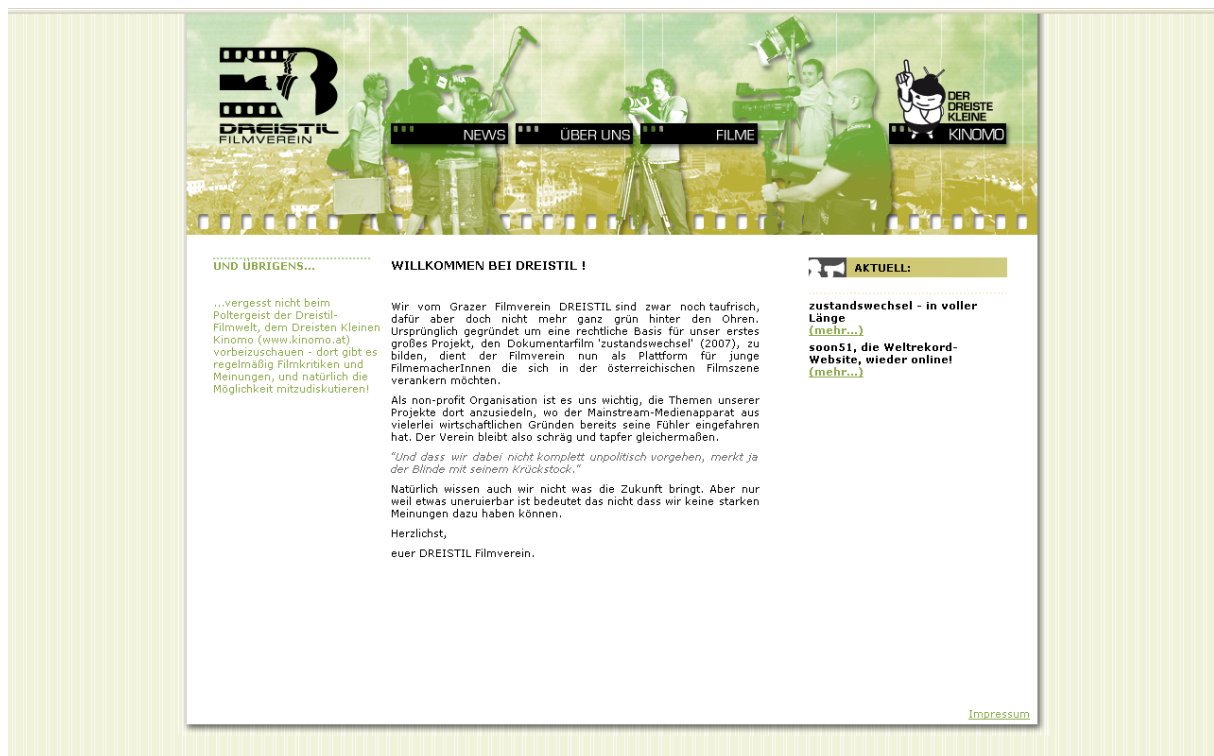 DREISTIL
FILMVEREIN
NEWS
ÜBER UNS
FILME
DER
DREISTE
KLEINE
KINOMO
UND ÜBRIGENS...
...vergesst nicht beim
Poltergeist der Dreistil-
Filmwelt, dem Dreisten Kleinen
Kinomo (www.kinomo.at)
vorbeizuschauen - dort gibt es
regelmäßig Filmkritiken und
Meinungen, und natürlich die
Möglichkeit mitzudiskutieren!
WILLKOMMEN BEI DREISTIL !
Wir vom Grazer Filmverein DREISTIL sind zwar noch taufrisch,
dafür aber doch nicht mehr ganz grün hinter den Ohren.
Ursprünglich gegründet um eine rechtliche Basis für unser erstes
großes Projekt, den Dokumentarfilm 'zustandswechsel' (2007), zu
bilden, dient der Filmverein nun als Plattform für junge
FilmemacherInnen die sich in der österreichischen Filmszene
verankern möchten.
Als non-profit Organisation ist es uns wichtig, die Themen unserer
Projekte dort anzusiedeln, wo der Mainstream-Medienapparat aus
vielerlei wirtschaftlichen Gründen bereits seine Fühler eingefahren
hat. Der Verein bleibt also schräg und tapfer gleichermaßen.
"Und dass wir dabei nicht komplett unpolitisch vorgehen, merkt ja
der Blinde mit seinem Krückstock."
Natürlich wissen auch wir nicht was die Zukunft bringt. Aber nur
weil etwas uneruierbar ist bedeutet das nicht dass wir keine starken
Meinungen dazu haben können.
Herzlichst,
euer DREISTIL Filmverein.
AKTUELL:
zustandswechsel - in voller
Länge
(mehr...)
soon51, die Weltrekord-
Website, wieder online!
(mehr...)
Impressum